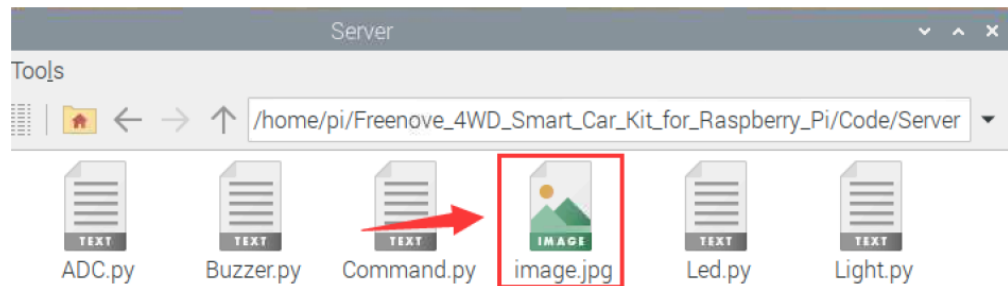 Server
Tools
/home/pi/Freenove_4WD_Smart_Car_Kit_for_Raspberry_Pi/Code/Server
TEXT TEXT TEXT IMAGE TEXT TEXT
ADC.py Buzzer.py Command.py image.jpg Led.py Light.py